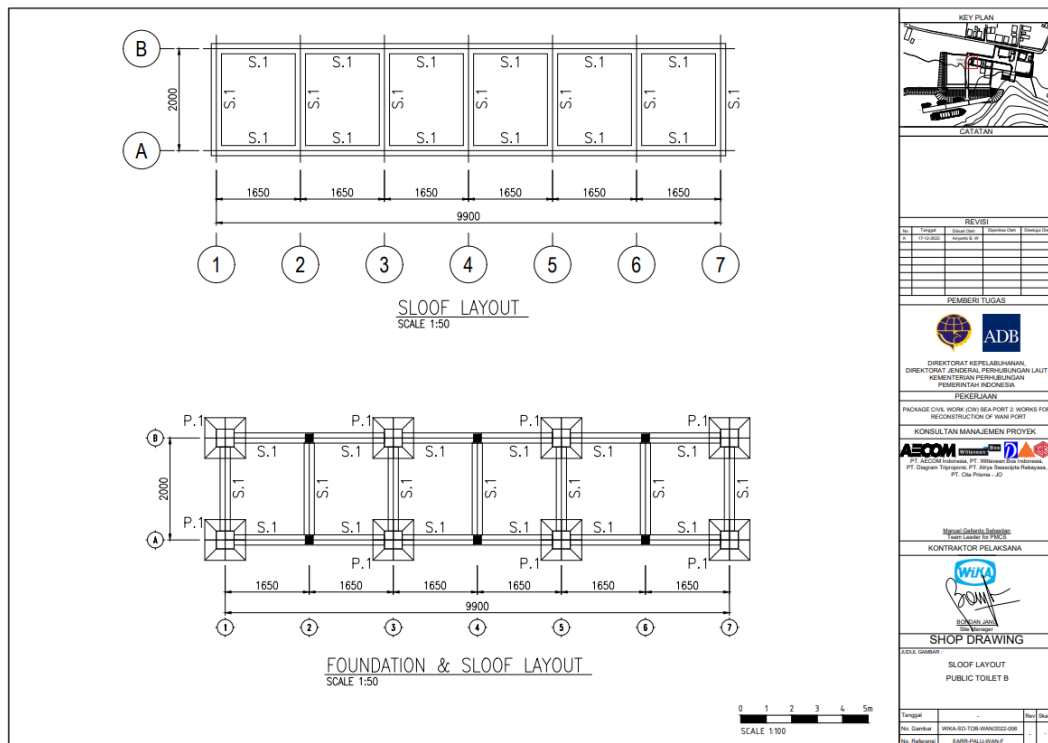 B
S.1 S.1 S.1 S.1 S.1 S.1
2000 S.1 S.1 S.1 S.1 S.1 S.1 S.1
S.1 S.1 S.1 S.1 S.1 S.1
A
1650 1650 1650 1650 1650 1650
9900
1 2 3 4 5 6 7
SLOOF LAYOUT
SCALE 1:50
P.1 P.1 P.1 P.1
B
S.1 S.1 S.1 S.1 S.1 S.1
2000 S.1 S.1 S.1 S.1 S.1 S.1 S.1
P.1 S.1 S.1 S.1 S.1 S.1 S.1
A
P.1 P.1 P.1
1650 1650 1650 1650 1650 1650
9900
1 2 3 4 5 6 7
FOUNDATION & SLOOF LAYOUT
SCALE 1:50
0 1 2 3 4 5m
SCALE 1:100
KEY PLAN
CATATAN
REVISI
No Tanggal Dibuat Oleh Diperiksa Oleh
A 17-12-2022 Ariyanto B. W
PEMBERI TUGAS
ADB
DIREKTORAT KEPELABUHANAN,
DIREKTORAT JENDERAL PERHUBUNGAN LAUT
KEMENTERIAN PERHUBUNGAN
PEMERINTAH INDONESIA
PEKERJAAN
PACKAGE CIVIL WORK (CW) SEA PORT 2: WORKS FOR
RECONSTRUCTION OF WANI PORT
KONSULTAN MANAJEMEN PROYEK
AECOM Witteveen Bos
PT. AECOM Indonesia, PT. Witteveen Bos Indonesia,
PT. Diagram Triproporsi, PT. Atrya Swascipta Rekayasa,
PT. Cita Prisma - JO
Manuel Gallardo Sebastian
Team Leader for PMCS
KONTRAKTOR PELAKSANA
WIKA
Site Manager
SHOP DRAWING
JUDUL GAMBAR :
SLOOF LAYOUT
PUBLIC TOILET B
Tanggal - Rev
No. Gambar WIKA-SD-TOB-WAN/2022-006 - -
No. Referensi EARR-PALU-WAN-F